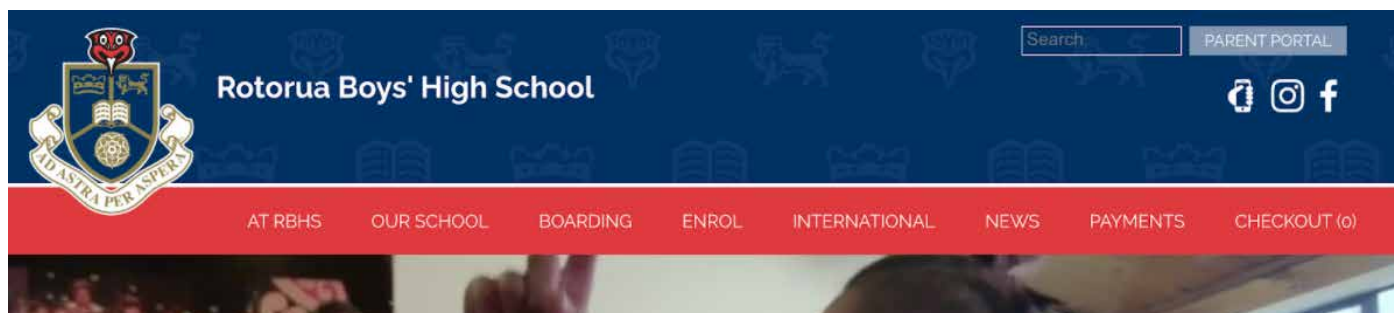 Search
PARENT PORTAL
Rotorua Boys' High School
AD ASTRA PER ASPERA
AT RBHS
OUR SCHOOL
BOARDING
ENROL
INTERNATIONAL
NEWS
PAYMENTS
CHECKOUT (0)